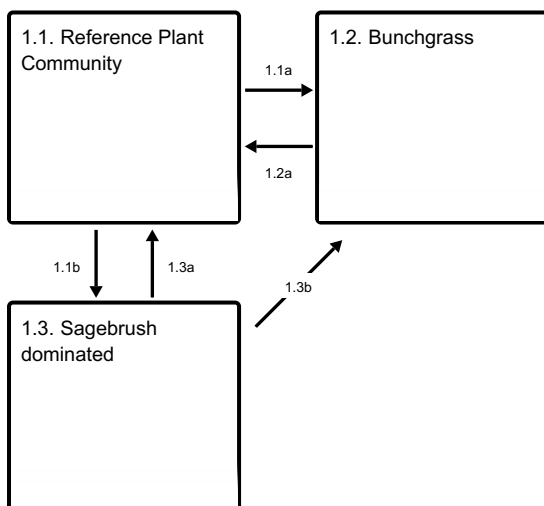 1.1. Reference Plant
Community
1.2. Bunchgrass
1.1a
1.2a
1.1b
1.3a
1.3b
1.3. Sagebrush
dominated